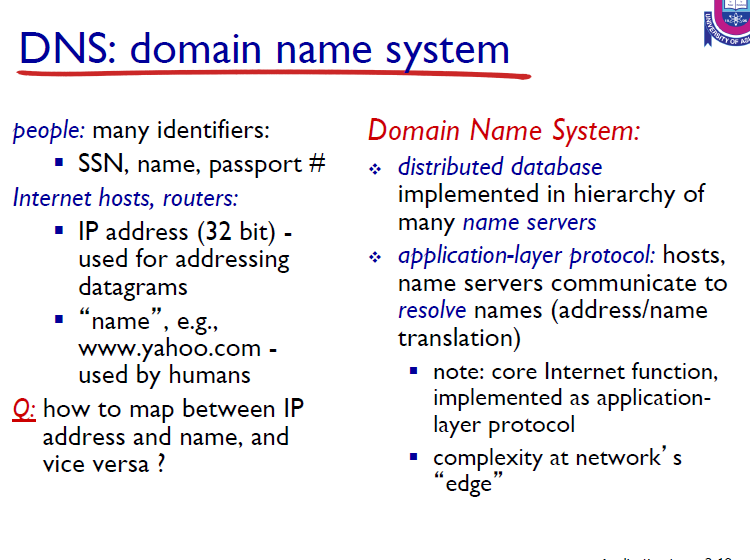 DNS: domain name system
people: many identifiers:
▪ SSN, name, passport #
Internet hosts, routers:
▪ IP address (32 bit) -
used for addressing
datagrams
▪ “name”, e.g.,
www.yahoo.com -
used by humans
Q: how to map between IP
address and name, and
vice versa ?
Domain Name System:
❖ distributed database
implemented in hierarchy of
many name servers
❖ application-layer protocol: hosts,
name servers communicate to
resolve names (address/name
translation)
▪ note: core Internet function,
implemented as application-
layer protocol
▪ complexity at network’s
“edge”
UNIVERSITY OF